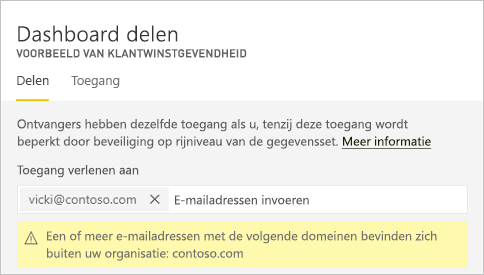 Dashboard delen
VOORBEELD VAN KLANTWINSTGEVENDHEID
Delen Toegang
Ontvangers hebben dezelfde toegang als u, tenzij deze toegang wordt
beperkt door beveiliging op rijniveau van de gegevensset. Meer informatie
Toegang verlenen aan
vicki@contoso.com E-mailadressen invoeren
Een of meer e-mailadressen met de volgende domeinen bevinden zich
buiten uw organisatie: contoso.com